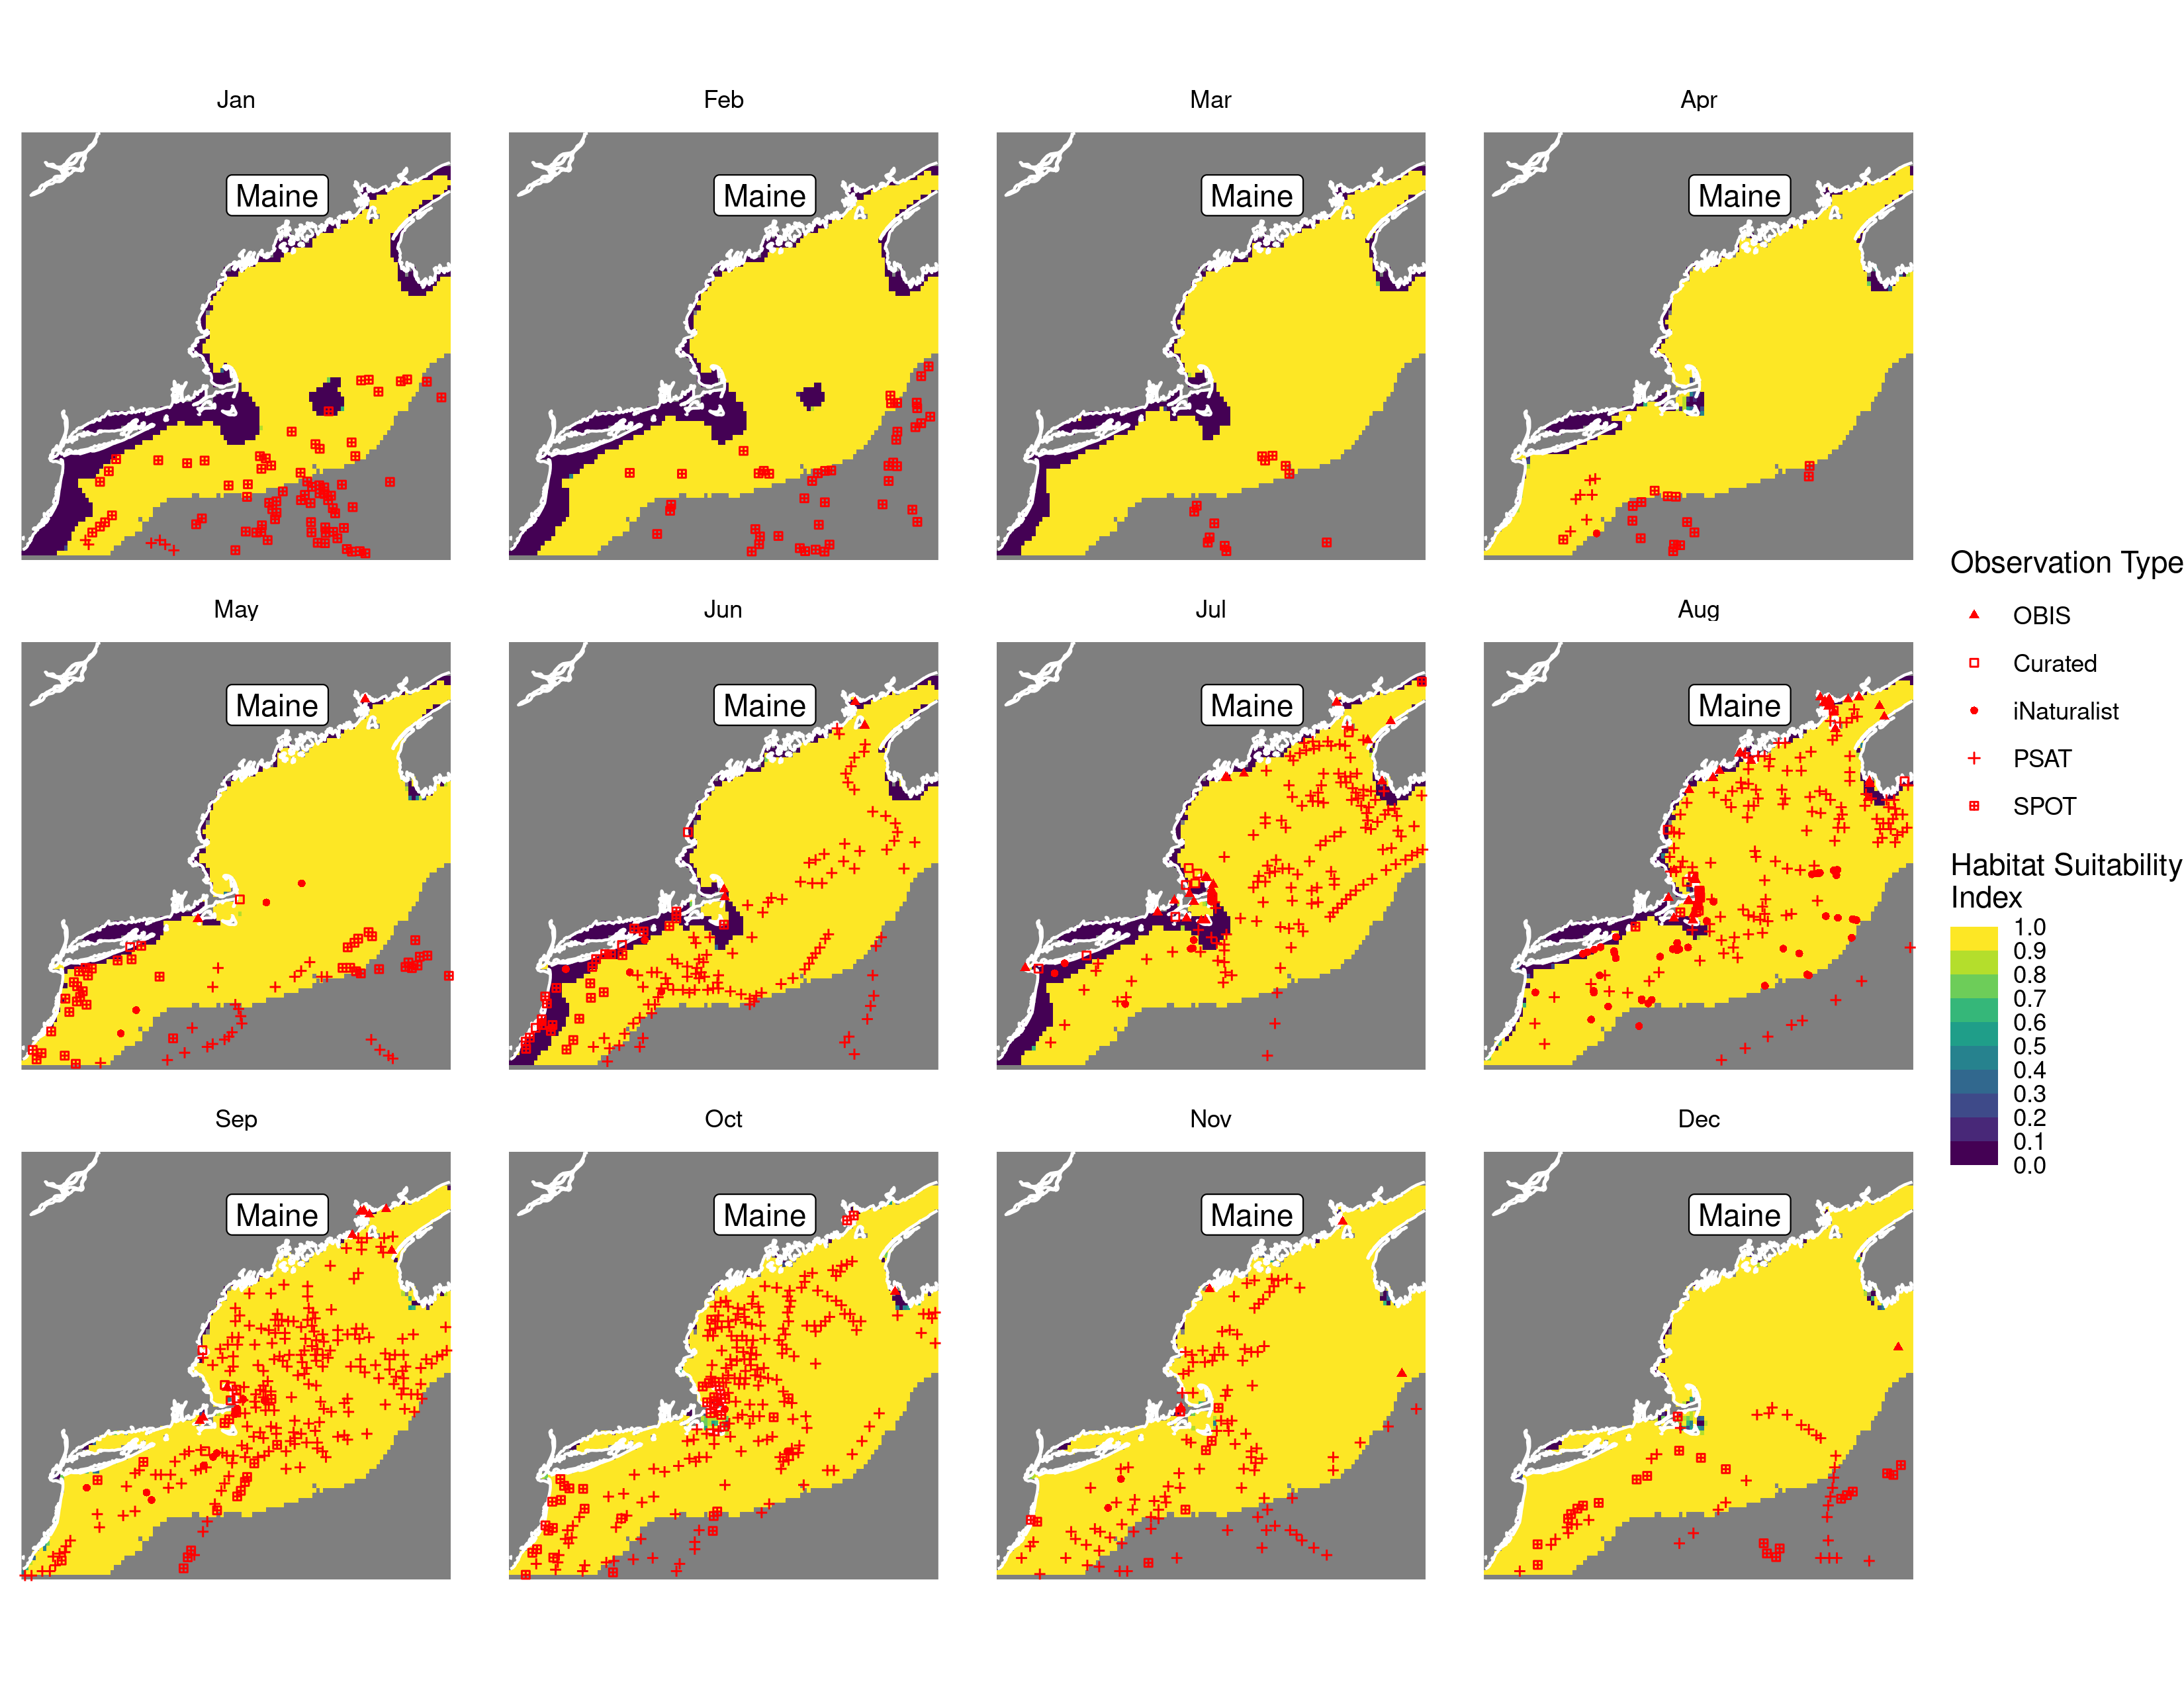 Jan
Feb
Mar
Apr
Maine
Maine
Maine
Maine
May
Jun
Jul
Aug
Maine
Maine
Maine
Maine
Sep
Oct
Nov
Dec
Maine
Maine
Maine
Maine
Observation Type
OBIS
Curated
iNaturalist
PSAT
SPOT
Habitat Suitability
Index
1.0
0.9
0.8
0.7
0.6
0.5
0.4
0.3
0.2
0.1
0.0